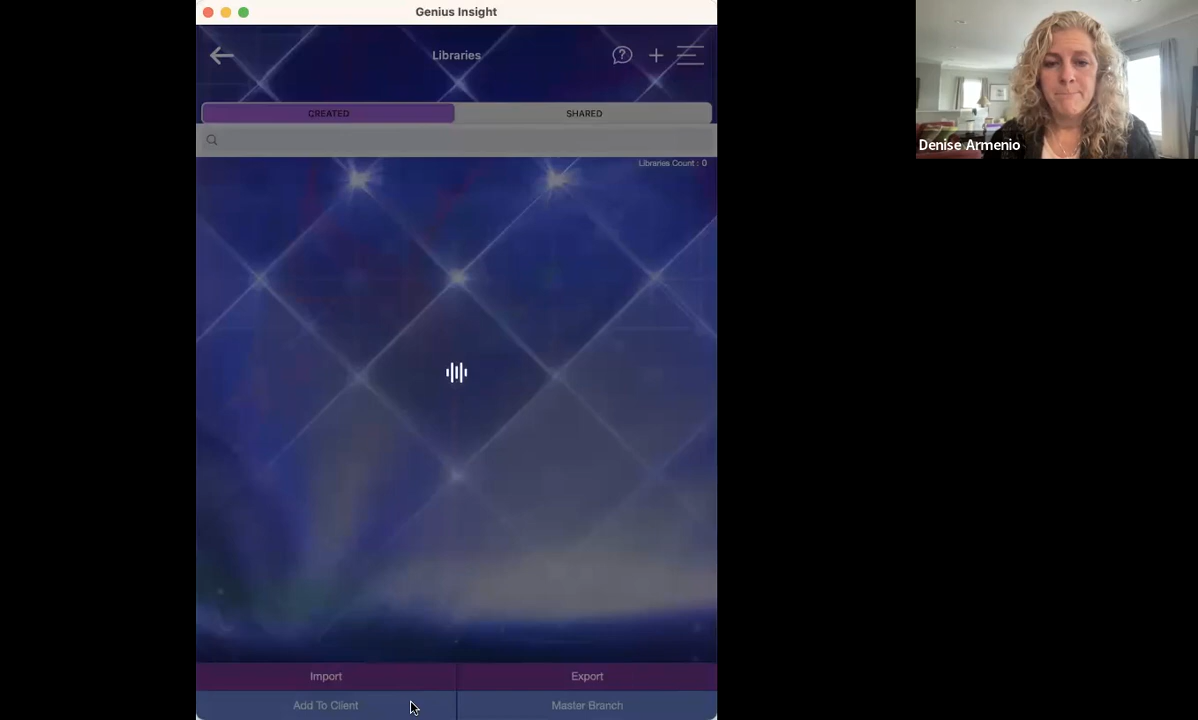 Genius Insight
Libraries
CREATED
SHARED
Libraries Count : 0
Import
Export
Add To Client
Master Branch
Denise Armenio